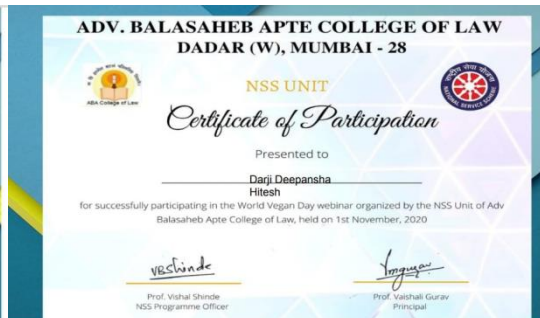 ADV. BALASAHEB APTE COLLEGE OF LAW
DADAR (W), MUMBAI - 28
ABA College of Law
NSS UNIT
Certificate of Participation
Presented to
Darji Deepansha
Hitesh
for successfully participating in the World Vegan Day webinar organized by the NSS Unit of Adv
Balasaheb Apte College of Law, held on 1st November, 2020
VBShinde
Prof. Vishal Shinde
NSS Programme Officer
Prof. Vaishali Gurav
Principal